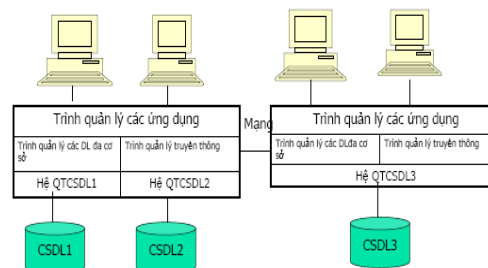 Trình quản lý các ứng dụng
Trình quản lý các DL đa cơ sở
Trình quản lý truyền thông
Hệ QTCSDL1
Hệ QTCSDL2
CSDL1
CSDL2
Mạng
Trình quản lý các ứng dụng
Trình quản lý các DLđa cơ sở
Trình quản lý truyền thông
Hệ QTCSDL3
CSDL3